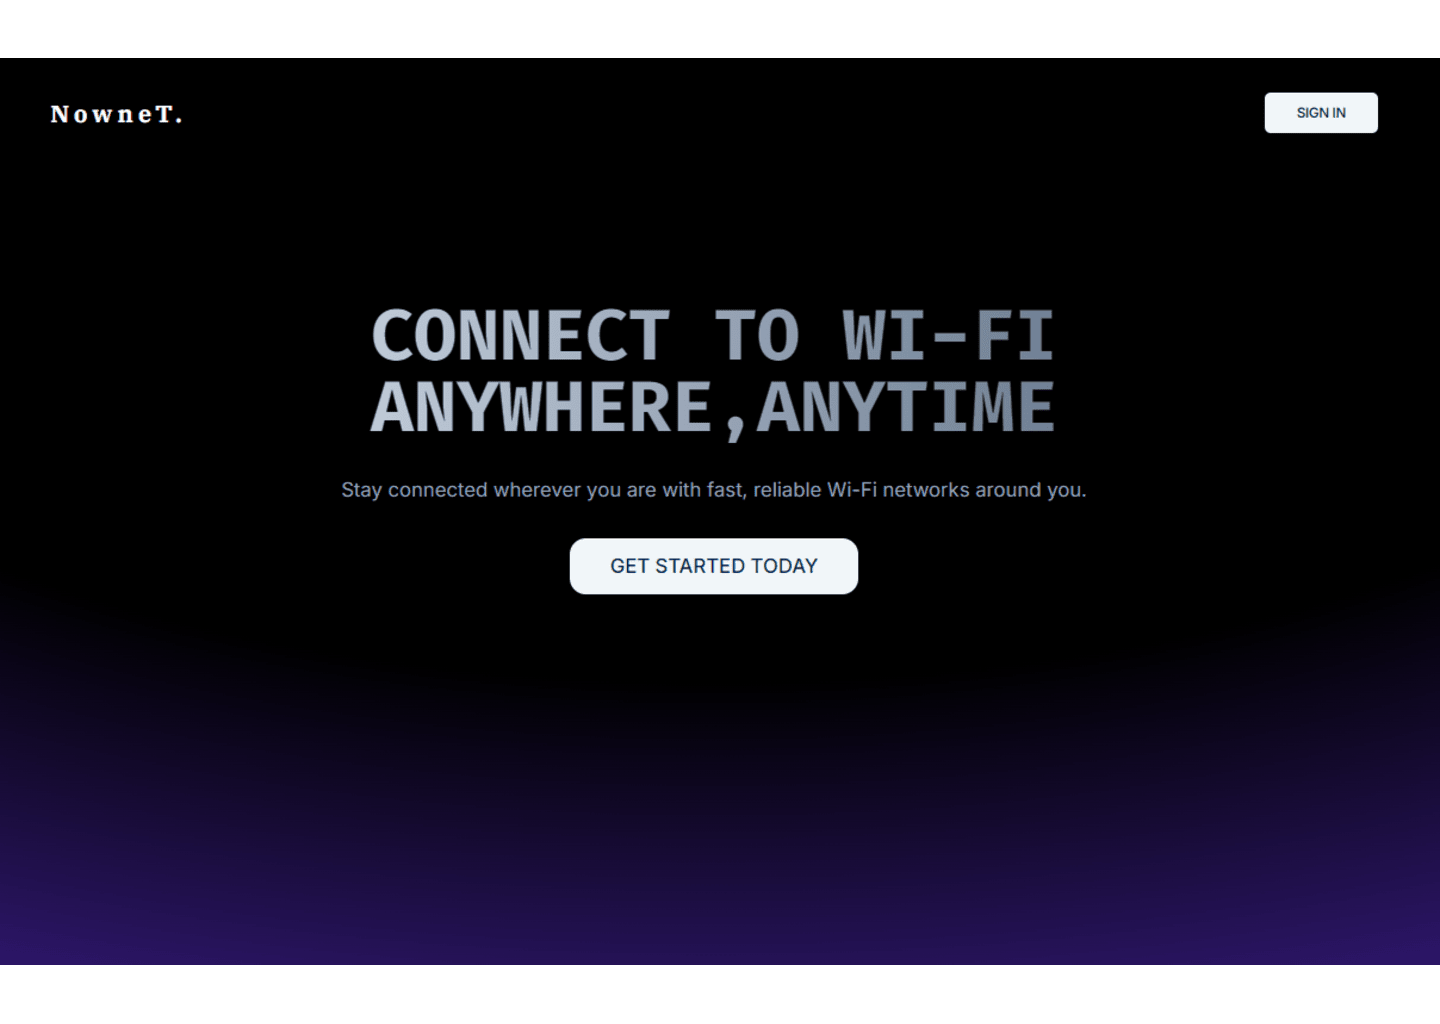 NowneT.
SIGN IN
CONNECT TO WI-FI
ANYWHERE,ANYTIME
Stay connected wherever you are with fast, reliable Wi-Fi networks around you.
GET STARTED TODAY